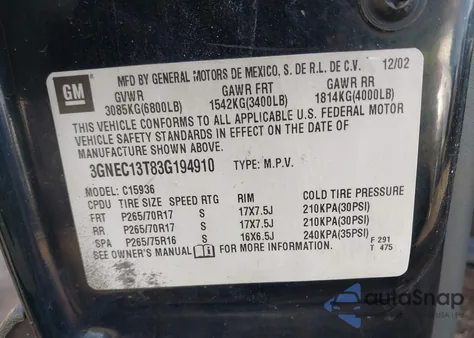 GM
MFD BY GENERAL MOTORS DE MEXICO, S. DE R.L. DE C.V. 12/02
GVWR GAWR FRT GAWR RR
3085KG(6800LB) 1542KG(3400LB) 1814KG(4000LB)
THIS VEHICLE CONFORMS TO ALL APPLICABLE U.S. FEDERAL MOTOR
VEHICLE SAFETY STANDARDS IN EFFECT ON THE DATE OF
MANUFACTURE SHOWN ABOVE.
3GNEC13T83G194910 TYPE: M.P.V.
MODEL: C15936
CPDU TIRE SIZE SPEED RTG RIM COLD TIRE PRESSURE
FRT P265/70R17 S 17X7.5J 210KPA(30PSI)
RR P265/70R17 S 17X7.5J 210KPA(30PSI)
SPA P265/75R16 S 16X6.5J 240KPA(35PSI)
SEE OWNER'S MANUAL FOR ADDITIONAL INFORMATION
F 291
T 475
autaSnap